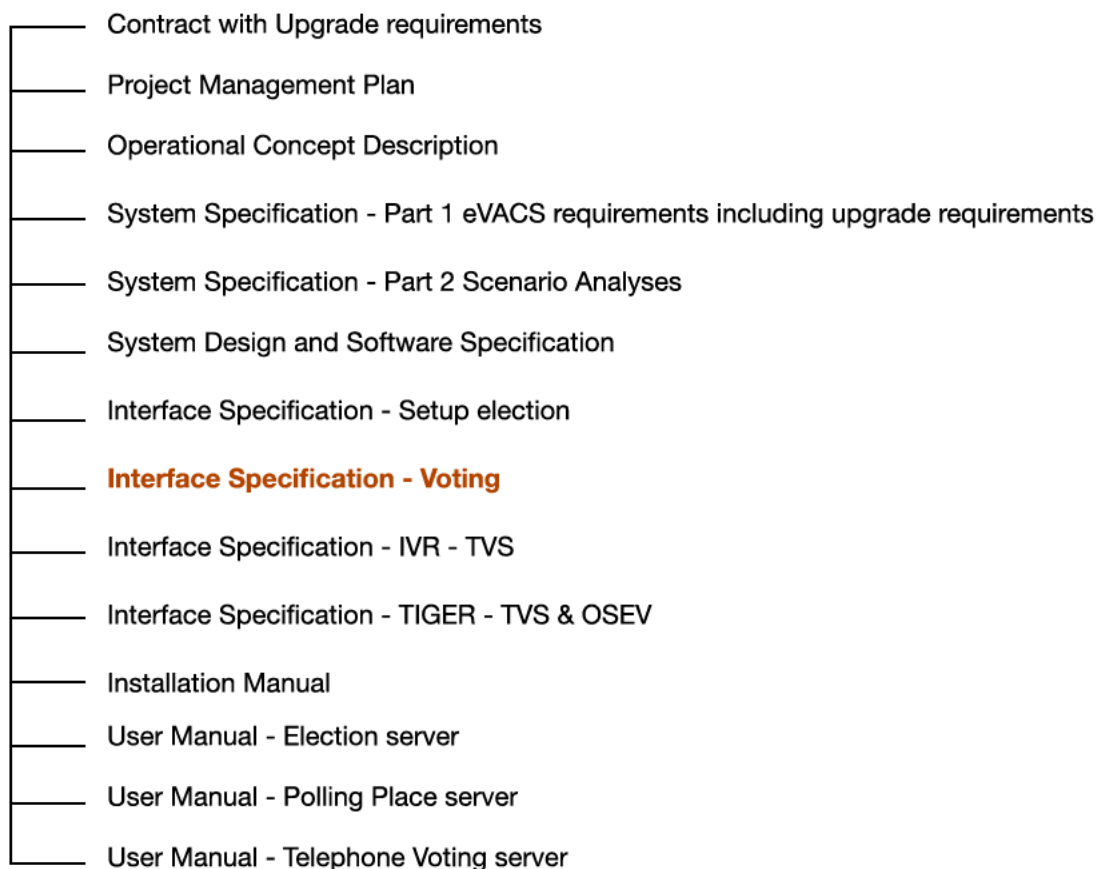 Contract with Upgrade requirements
Project Management Plan
Operational Concept Description
System Specification - Part 1 eVACS requirements including upgrade requirements
System Specification - Part 2 Scenario Analyses
System Design and Software Specification
Interface Specification - Setup election
Interface Specification - Voting
Interface Specification - IVR - TVS
Interface Specification - TIGER - TVS & OSEV
Installation Manual
User Manual - Election server
User Manual - Polling Place server
User Manual - Telephone Voting server